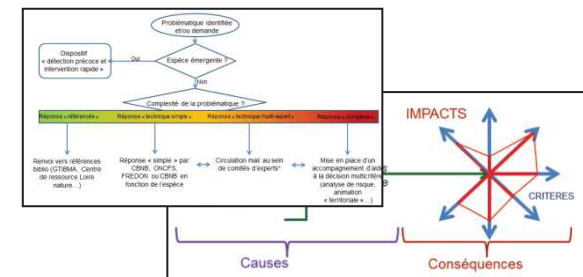 Problématique identifiée
et/ou demande
Dispositif
« détection précoce et
intervention rapide »
Oui
Espèce émergente ?
Non
Complexité de la problématique ?
Réponse « référencée »
Réponse « technique simple »
Réponse « technique multi-expert »
Réponse « complexe »
Renvoi vers références
biblio (GTIBMA, Centre
de ressource Loire
nature…)
Réponse « simple » par
CBNB, ONCFS,
FREDON ou CBNB en
fonction de l'espèce
Circulation mail au sein
de comités d'experts*
Mise en place d'un
accompagnement d'aide
à la décision multicritère
(analyse de risque,
animation
« territoriale »…)
IMPACTS
CRITERES
Causes
Conséquences